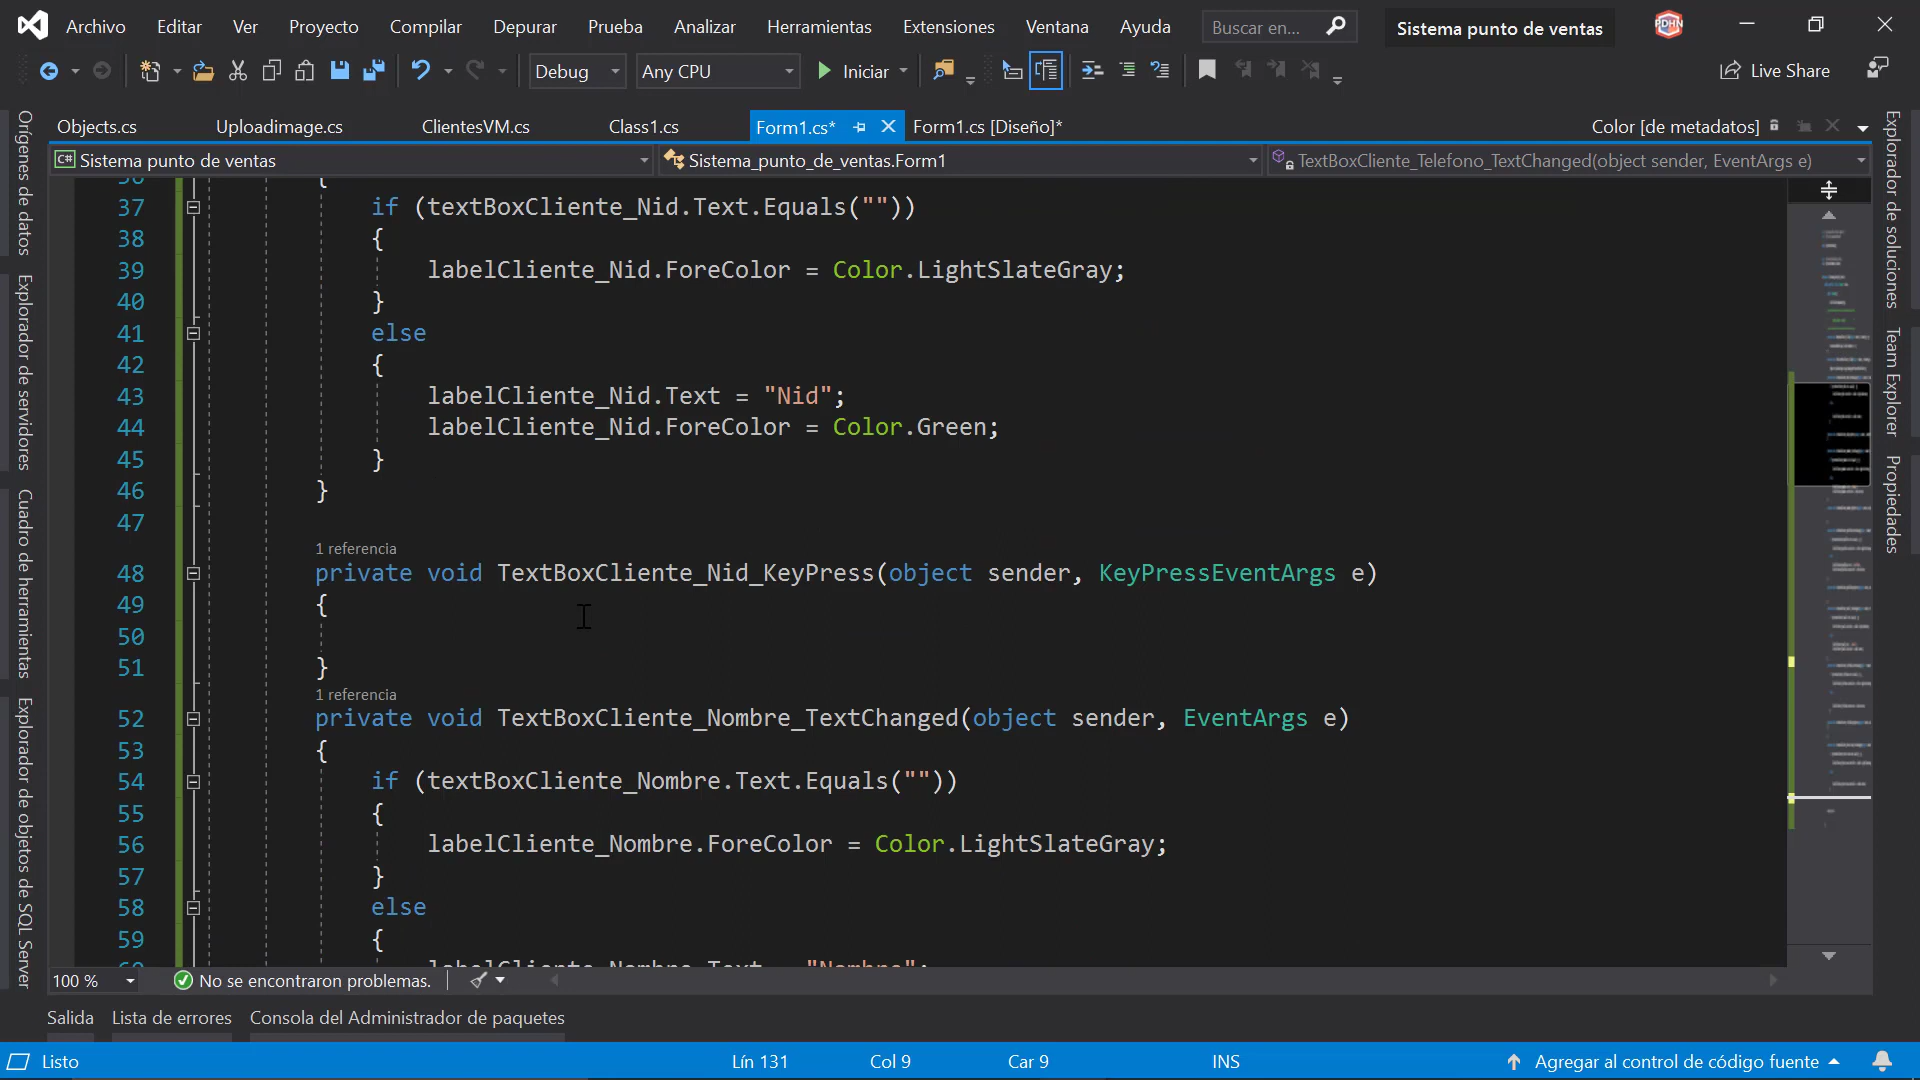 Archivo Editar Ver Proyecto Compilar Depurar Prueba Analizar Herramientas Extensiones Ventana Ayuda Buscar en... Sistema punto de ventas PDHN
Debug Any CPU Iniciar Live Share
Objects.cs Uploadimage.cs ClientesVM.cs Class1.cs Form1.cs* Form1.cs [Diseño]* Color [de metadatos]
C# Sistema punto de ventas Sistema_punto_de_ventas.Form1 TextBoxCliente_Telefono_TextChanged(object sender, EventArgs e)
36 {
37 if (textBoxCliente_Nid.Text.Equals(""))
38 {
39 labelCliente_Nid.ForeColor = Color.LightSlateGray;
40 }
41 else
42 {
43 labelCliente_Nid.Text = "Nid";
44 labelCliente_Nid.ForeColor = Color.Green;
45 }
46 }
47
1 referencia
48 private void TextBoxCliente_Nid_KeyPress(object sender, KeyPressEventArgs e)
49 {
50
51 }
1 referencia
52 private void TextBoxCliente_Nombre_TextChanged(object sender, EventArgs e)
53 {
54 if (textBoxCliente_Nombre.Text.Equals(""))
55 {
56 labelCliente_Nombre.ForeColor = Color.LightSlateGray;
57 }
58 else
59 {
60 labelCliente_Nombre.Text = "Nombre";
Orígenes de datos
Explorador de servidores
Cuadro de herramientas
Explorador de objetos de SQL Server
Explorador de soluciones
Team Explorer
Propiedades
100 % No se encontraron problemas.
Salida Lista de errores Consola del Administrador de paquetes
Listo Lín 131 Col 9 Car 9 INS Agregar al control de código fuente